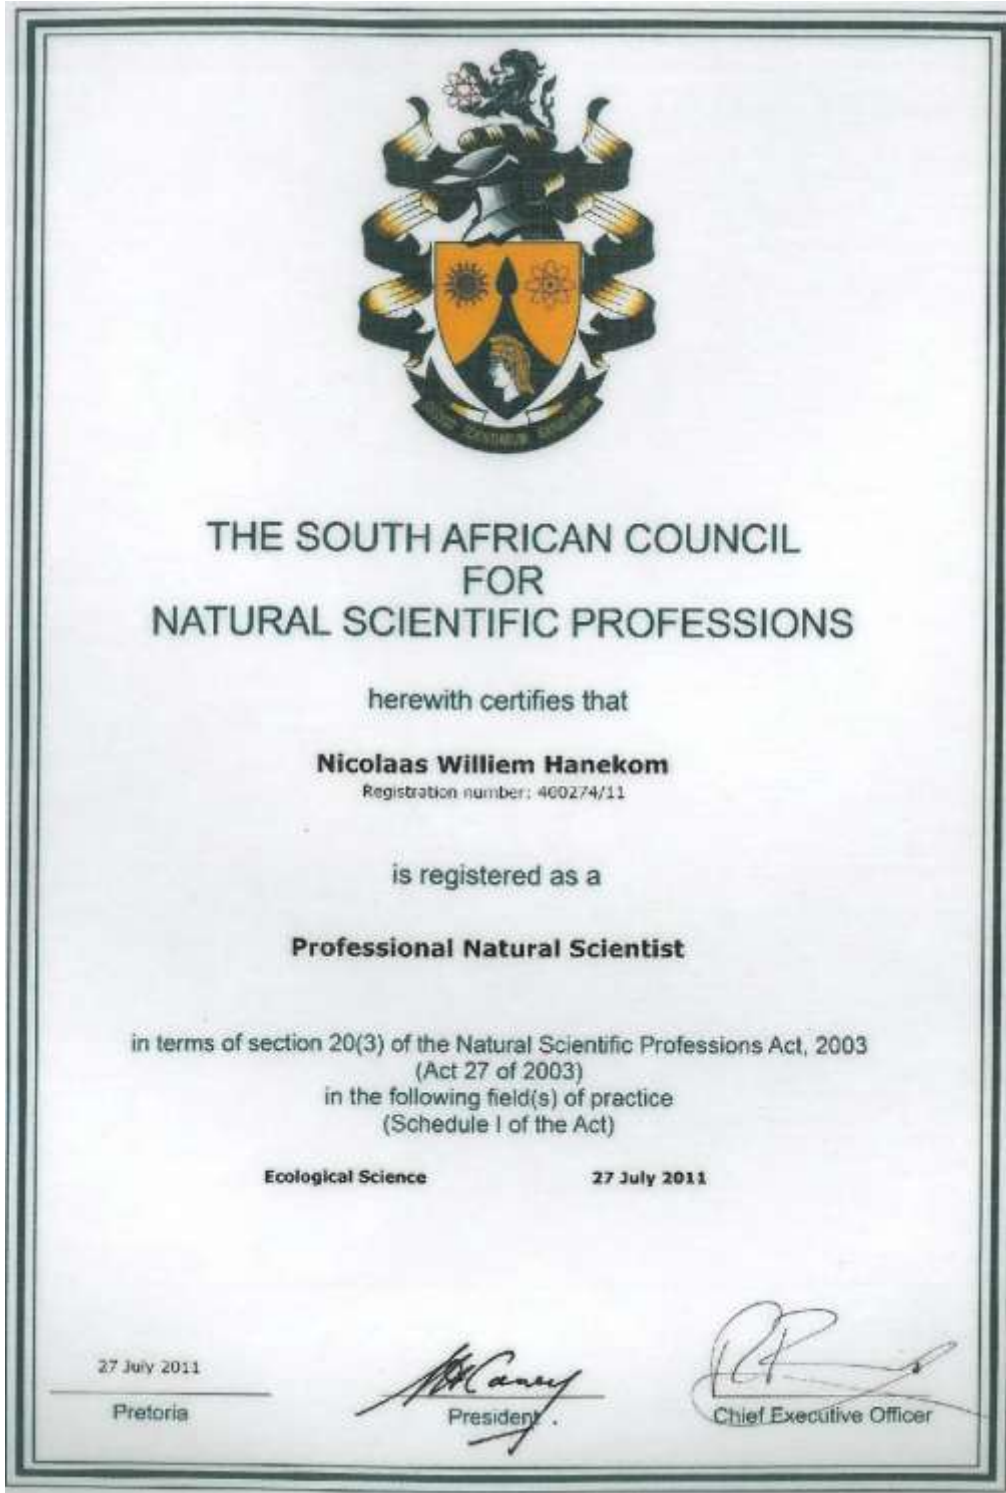 THE SOUTH AFRICAN COUNCIL
FOR
NATURAL SCIENTIFIC PROFESSIONS
herewith certifies that
Nicolaas Williem Hanekom
Registration number: 400274/11
is registered as a
Professional Natural Scientist
in terms of section 20(3) of the Natural Scientific Professions Act, 2003
(Act 27 of 2003)
in the following field(s) of practice
(Schedule I of the Act)
Ecological Science 27 July 2011
27 July 2011
Pretoria President Chief Executive Officer